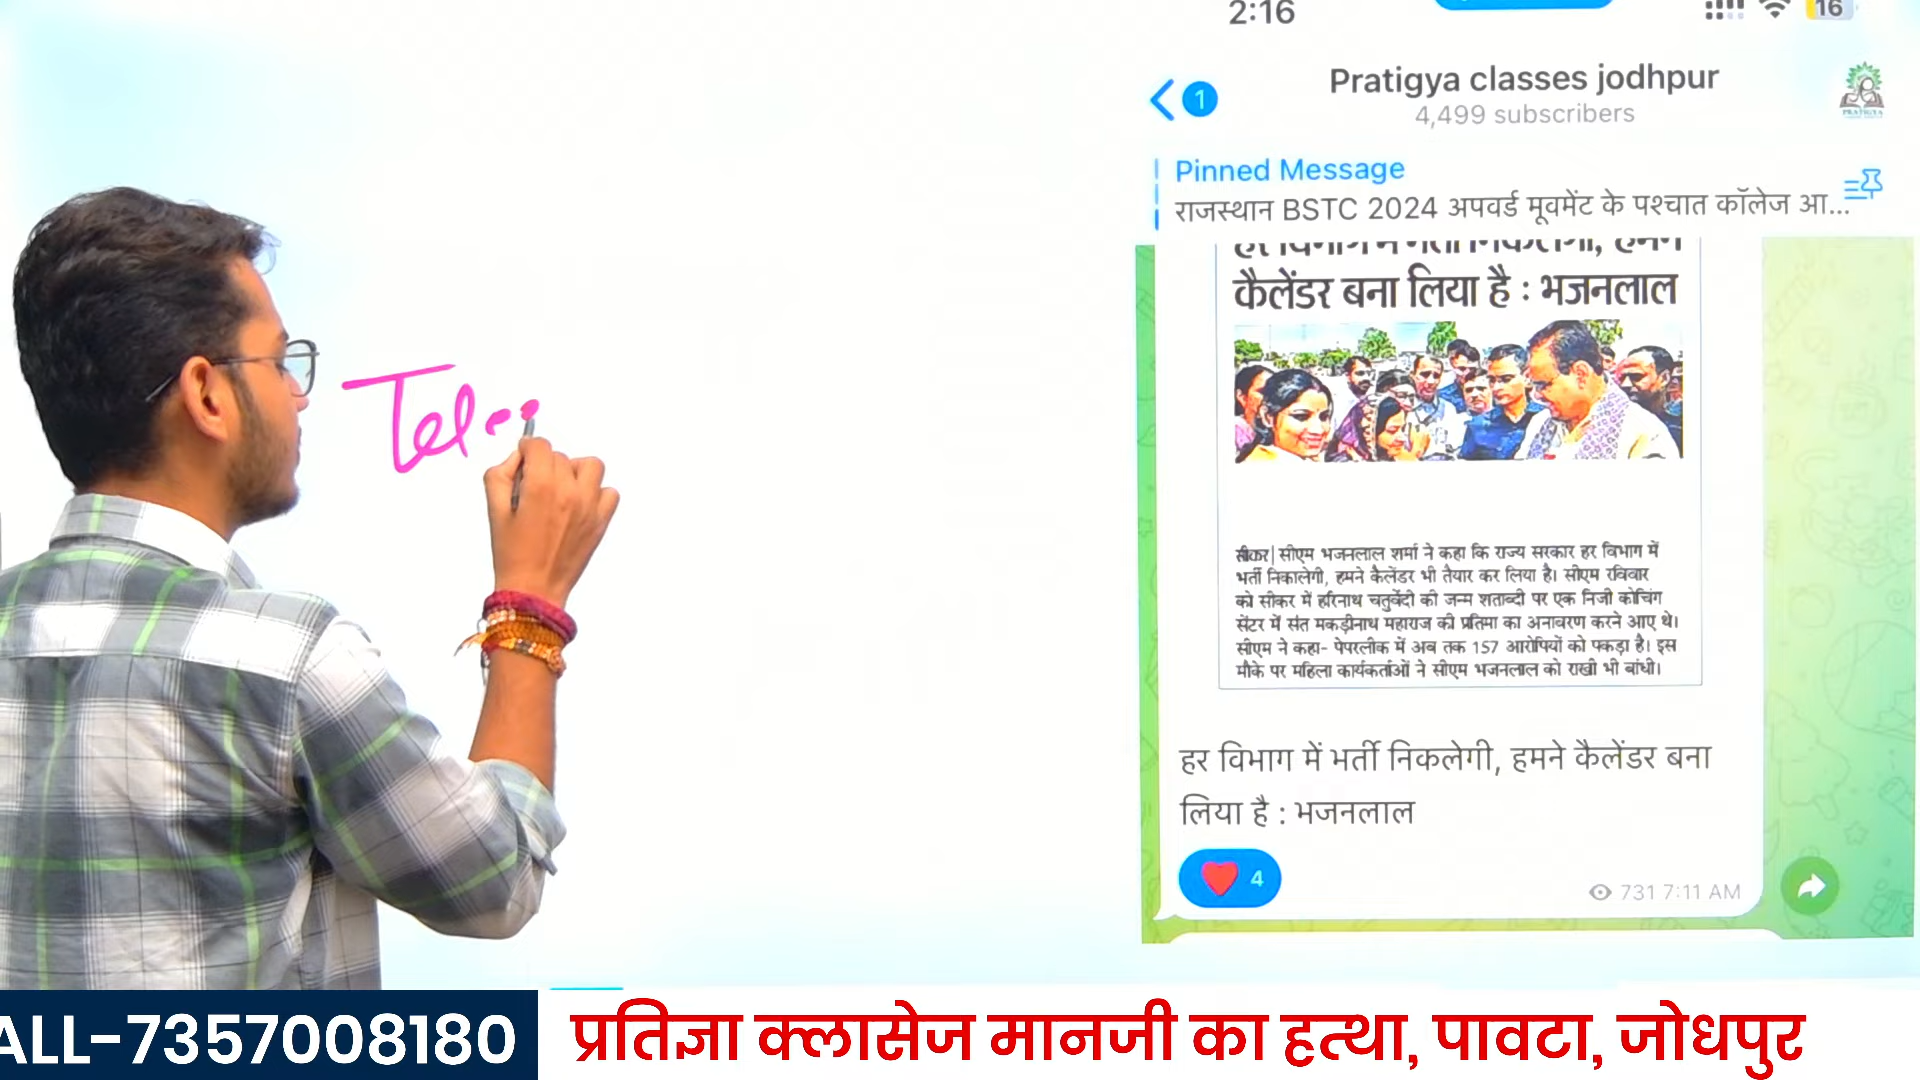 2:16
16
1
Pratigya classes jodhpur
4,499 subscribers
Pinned Message
राजस्थान BSTC 2024 अपवर्ड मूवमेंट के पश्चात कॉलेज आ...
कैलेंडर बना लिया है : भजनलाल
सीकर| सीएम भजनलाल शर्मा ने कहा कि राज्य सरकार हर विभाग में
भर्ती निकालेगी, हमने कैलेंडर भी तैयार कर लिया है। सीएम रविवार
को सीकर में हरिनाथ चतुर्वेदी की जन्म शताब्दी पर एक निजी कोचिंग
सेंटर में संत मकड़ीनाथ महाराज की प्रतिमा का अनावरण करने आए थे।
सीएम ने कहा- पेपरलीक में अब तक 157 आरोपियों को पकड़ा है। इस
मौके पर महिला कार्यकर्ताओं ने सीएम भजनलाल को राखी भी बांधी।
हर विभाग में भर्ती निकलेगी, हमने कैलेंडर बना
लिया है : भजनलाल
4
731 7:11 AM
Tele
ALL-7357008180
प्रतिज्ञा क्लासेज मानजी का हत्था, पावटा, जोधपुर